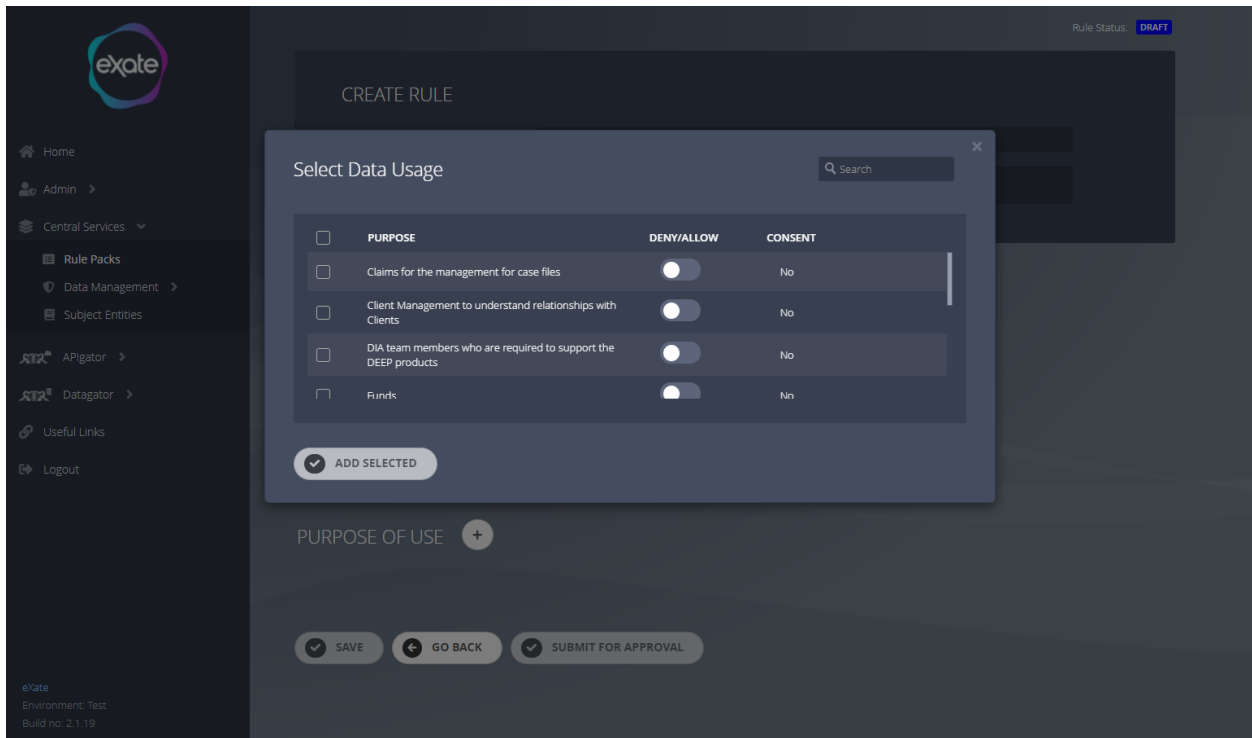 exate
Home
Admin
Central Services
Rule Packs
Data Management
Subject Entities
APIgator
Datagator
Useful Links
Logout
eXate
Environment: Test
Build no: 2.1.19
Rule Status: DRAFT
CREATE RULE
Select Data Usage
Search
PURPOSE DENY/ALLOW CONSENT
Claims for the management for case files No
Client Management to understand relationships with
Clients
No
DIA team members who are required to support the
DEEP products
No
Funds No
ADD SELECTED
PURPOSE OF USE
SAVE GO BACK SUBMIT FOR APPROVAL